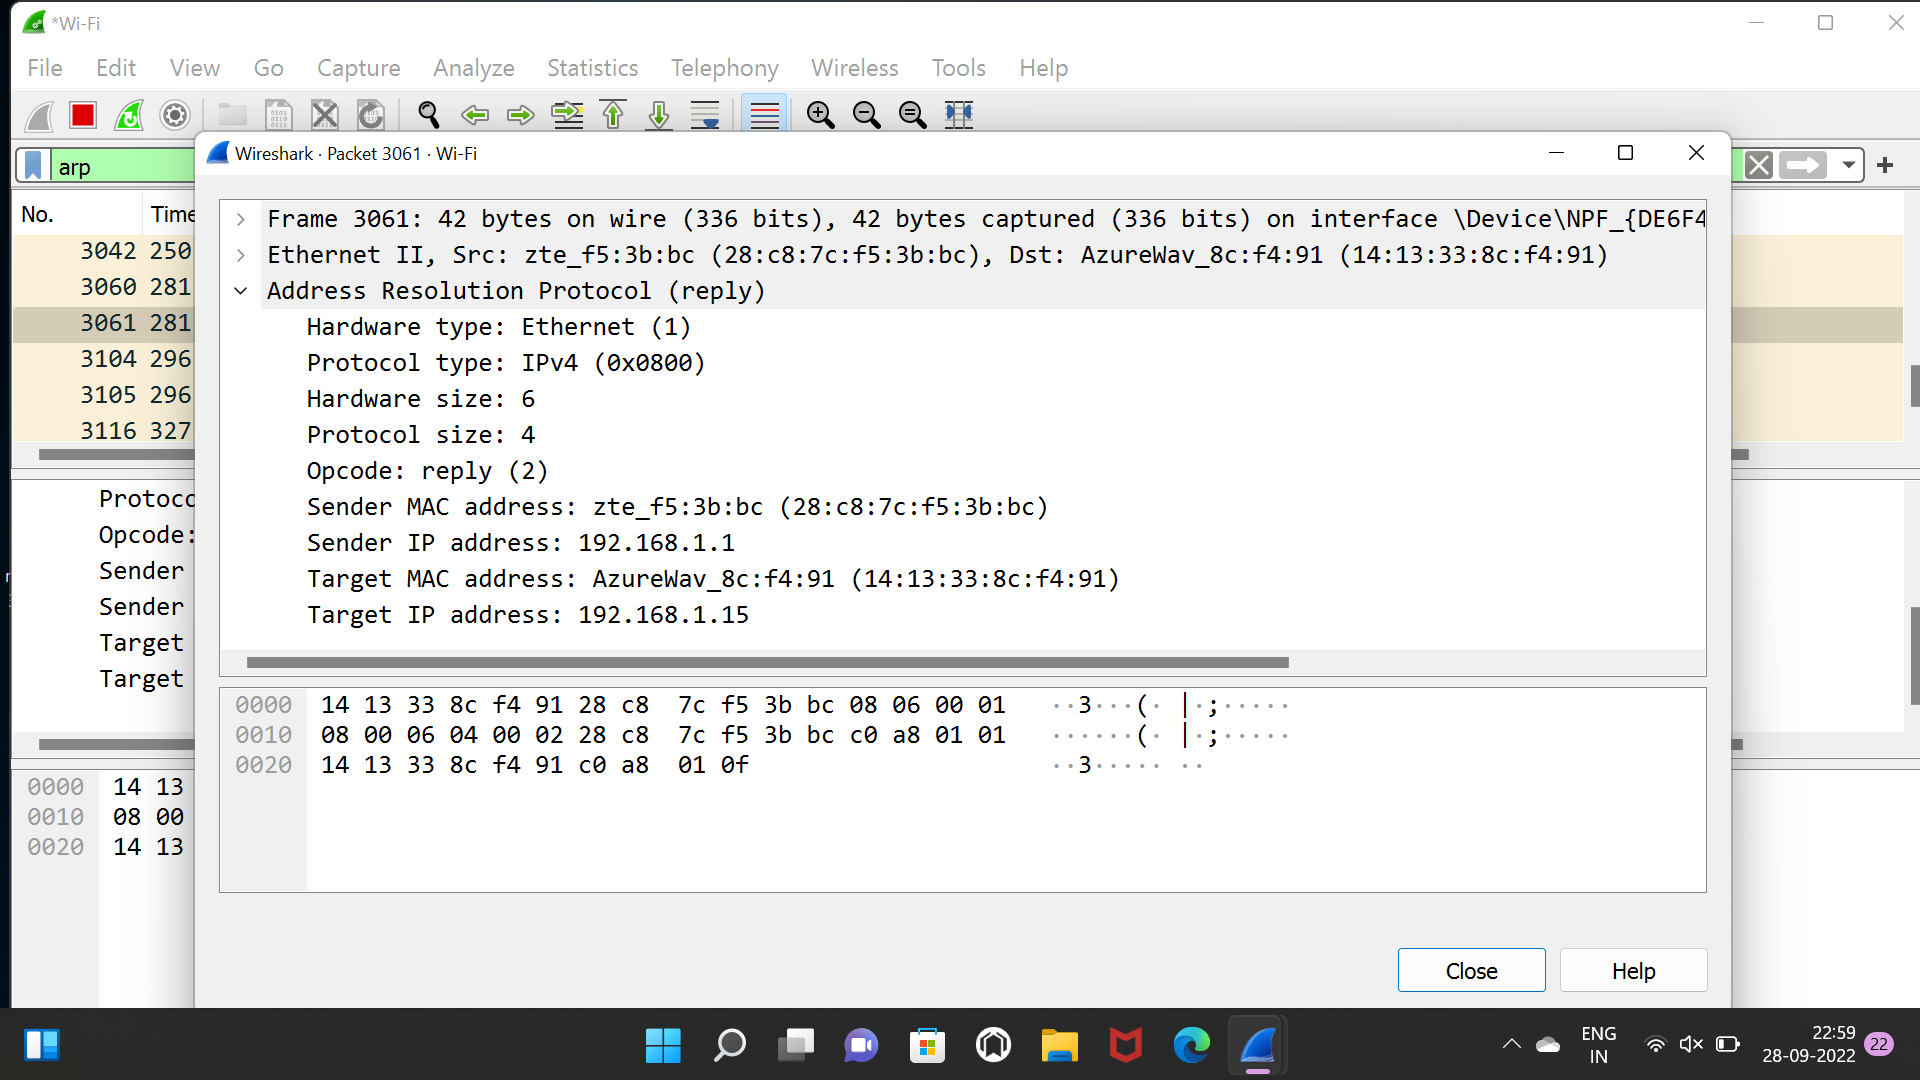 *Wi-Fi
File Edit View Go Capture Analyze Statistics Telephony Wireless Tools Help
arp
No. Time
3042 250
3060 281
3061 281
3104 296
3105 296
3116 327
Opcode:
Sender
Sender
Target
Target
0000 14 13
0010 08 00
0020 14 13
Wireshark · Packet 3061 · Wi-Fi
Frame 3061: 42 bytes on wire (336 bits), 42 bytes captured (336 bits) on interface \Device\NPF_{DE6F4
Ethernet II, Src: zte_f5:3b:bc (28:c8:7c:f5:3b:bc), Dst: AzureWav_8c:f4:91 (14:13:33:8c:f4:91)
Address Resolution Protocol (reply)
Hardware type: Ethernet (1)
Protocol type: IPv4 (0x0800)
Hardware size: 6
Protocol size: 4
Opcode: reply (2)
Sender MAC address: zte_f5:3b:bc (28:c8:7c:f5:3b:bc)
Sender IP address: 192.168.1.1
Target MAC address: AzureWav_8c:f4:91 (14:13:33:8c:f4:91)
Target IP address: 192.168.1.15
0000 14 13 33 8c f4 91 28 c8 7c f5 3b bc 08 06 00 01 ··3···(· |·;·····
0010 08 00 06 04 00 02 28 c8 7c f5 3b bc c0 a8 01 01 ······(· |·;·····
0020 14 13 33 8c f4 91 c0 a8 01 0f ··3····· ··
Close Help
ENG
IN
22:59
28-09-2022
22